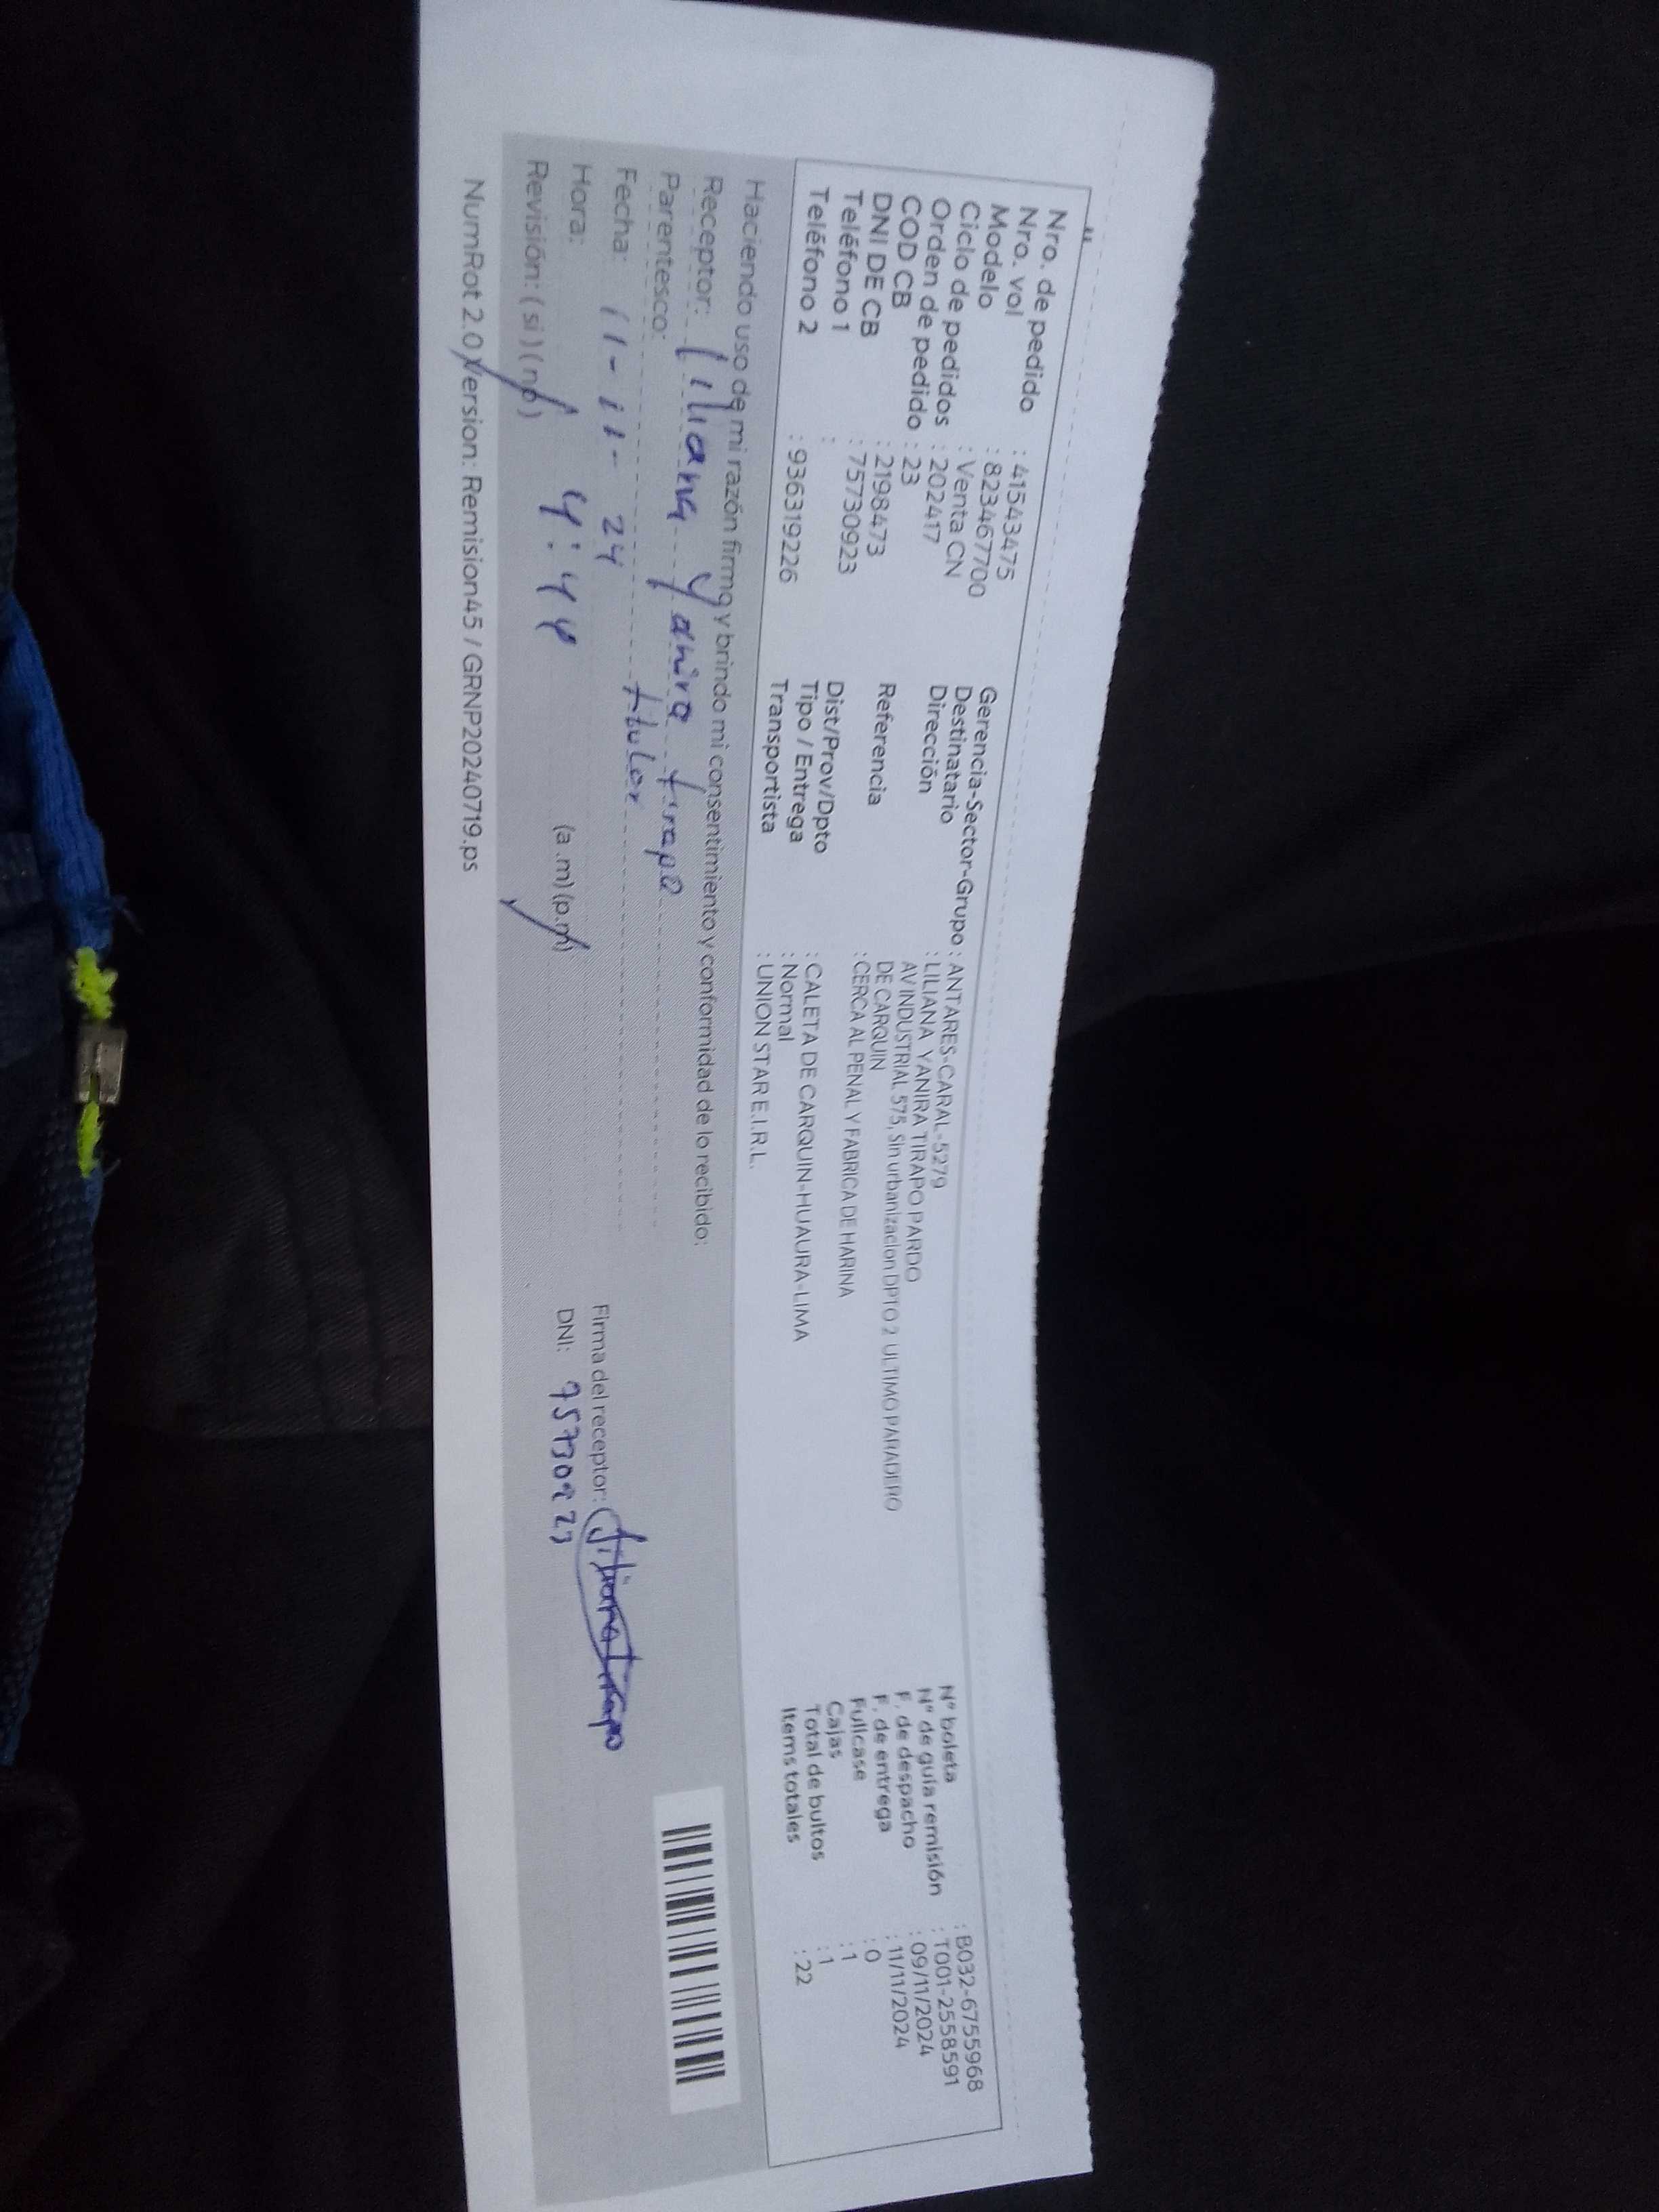 Nro. de pedido : 41543475
Nro. vol : 823467700
Modelo : Venta CN
Ciclo de pedidos : 202417
Orden de pedido : 23
COD CB : 2198473
DNI DE CB : 75730923
Teléfono 1 :
Teléfono 2 : 936319226
Gerencia-Sector-Grupo : ANTARES-CARAL-5279
Destinatario : LILIANA YANIRA TIRAPO PARDO
Dirección AV INDUSTRIAL 575, Sin urbanizacion DPTO 2 ULTIMO PARADERO
DE CARQUIN
Referencia : CERCA AL PENAL Y FABRICA DE HARINA
Dist/Prov/Dpto : CALETA DE CARQUIN-HUAURA-LIMA
Tipo / Entrega : Normal
Transportista : UNION STAR E.I.R.L.
N° boleta : B032-6755968
N° de guía remisión : T001-2558591
F. de despacho : 09/11/2024
F. de entrega : 11/11/2024
Fullcase : 0
Cajas : 1
Total de bultos : 1
Items totales : 22
Haciendo uso de mi razón firmo y brindo mi consentimiento y conformidad de lo recibido:
Receptor: Liliana Yanira tirapo
Parentesco: titular
Fecha: 11-11-24
Hora: 4:44 (a.m) (p.m)
Revisión: (si) (no)
Firma del receptor: Liliana Tirapo
DNI: 75730923
NumRot 2.0 Version: Remision45 / GRNP20240719.ps